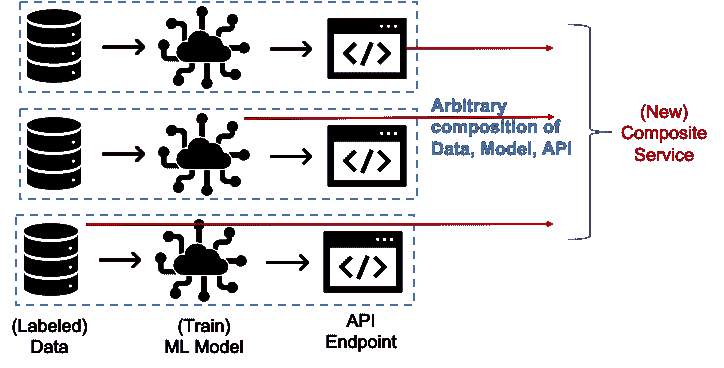 </>
</>
Arbitrary
composition of
Data, Model, API
(New)
Composite
Service
</>
(Labeled)
Data
(Train)
ML Model
API
Endpoint